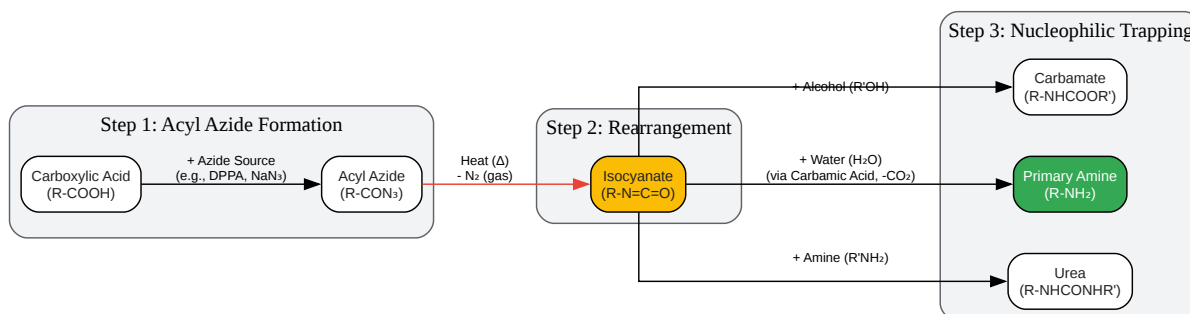 Step 1: Acyl Azide Formation
Carboxylic Acid
(R-COOH)
+ Azide Source
(e.g., DPPA, NaN₃)
Acyl Azide
(R-CON₃)
Heat (Δ)
- N₂ (gas)
Step 2: Rearrangement
Isocyanate
(R-N=C=O)
+ Alcohol (R'OH)
+ Water (H₂O)
(via Carbamic Acid, -CO₂)
+ Amine (R'NH₂)
Step 3: Nucleophilic Trapping
Carbamate
(R-NHCOOR')
Primary Amine
(R-NH₂)
Urea
(R-NHCONHR')